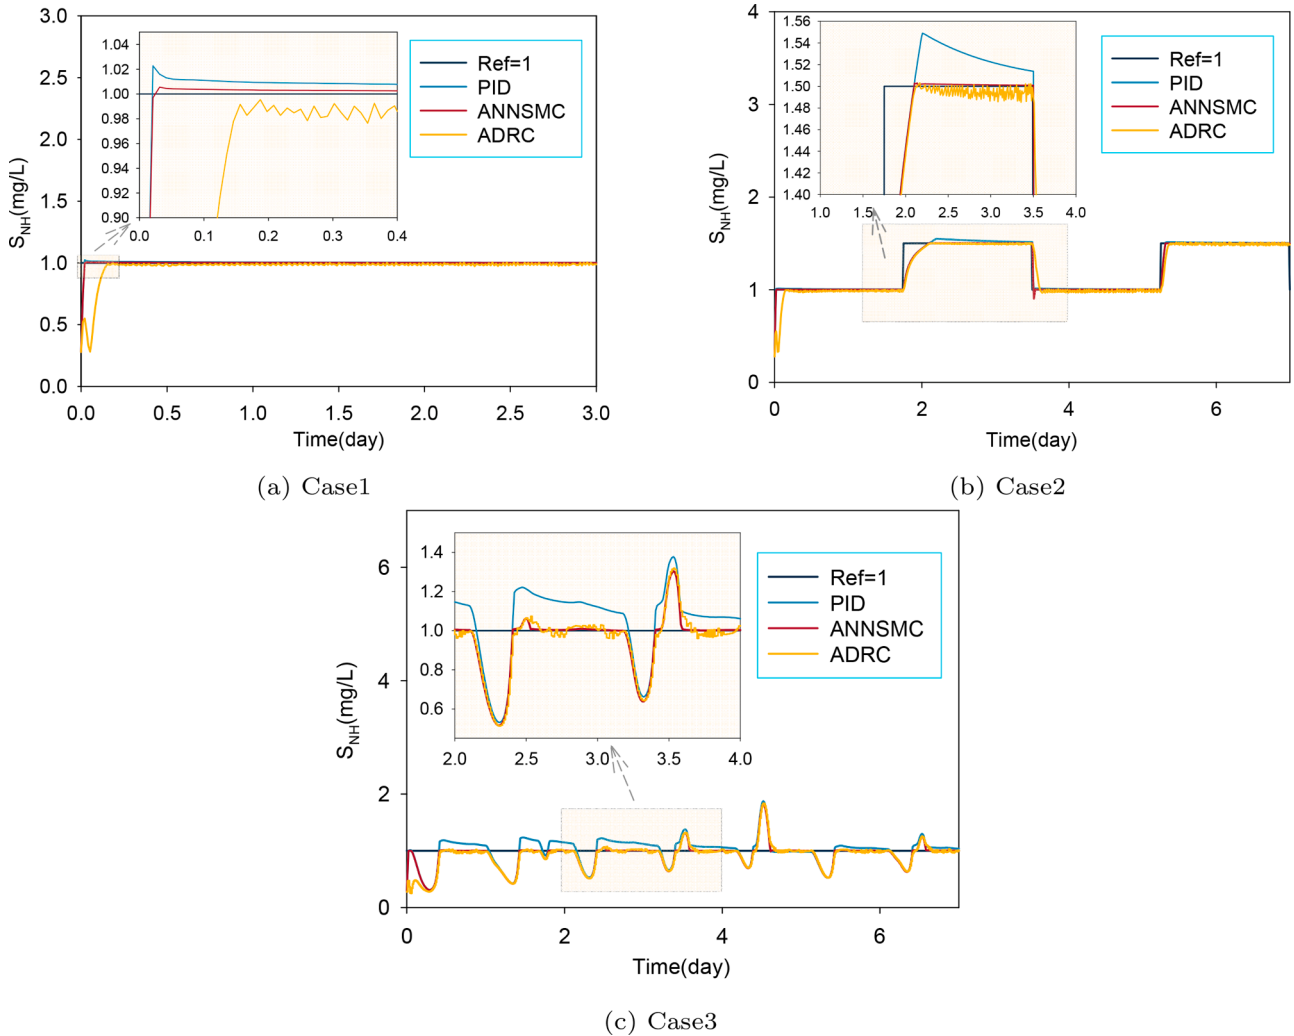 3.0
2.5
2.0
1.5
1.0
0.5
0.0
S_NH(mg/L)
1.04
1.02
1.00
0.98
0.96
0.94
0.92
0.90
0.0 0.1 0.2 0.3 0.4
Ref=1
PID
ANNSMC
ADRC
0.0 0.5 1.0 1.5 2.0 2.5 3.0
Time(day)
(a) Case1
4
3
2
1
0
S_NH(mg/L)
1.56
1.54
1.52
1.50
1.48
1.46
1.44
1.42
1.40
1.0 1.5 2.0 2.5 3.0 3.5 4.0
Ref=1
PID
ANNSMC
ADRC
0 2 4 6
Time(day)
(b) Case2
6
4
2
0
S_NH(mg/L)
1.4
1.2
1.0
0.8
0.6
2.0 2.5 3.0 3.5 4.0
Ref=1
PID
ANNSMC
ADRC
0 2 4 6
Time(day)
(c) Case3